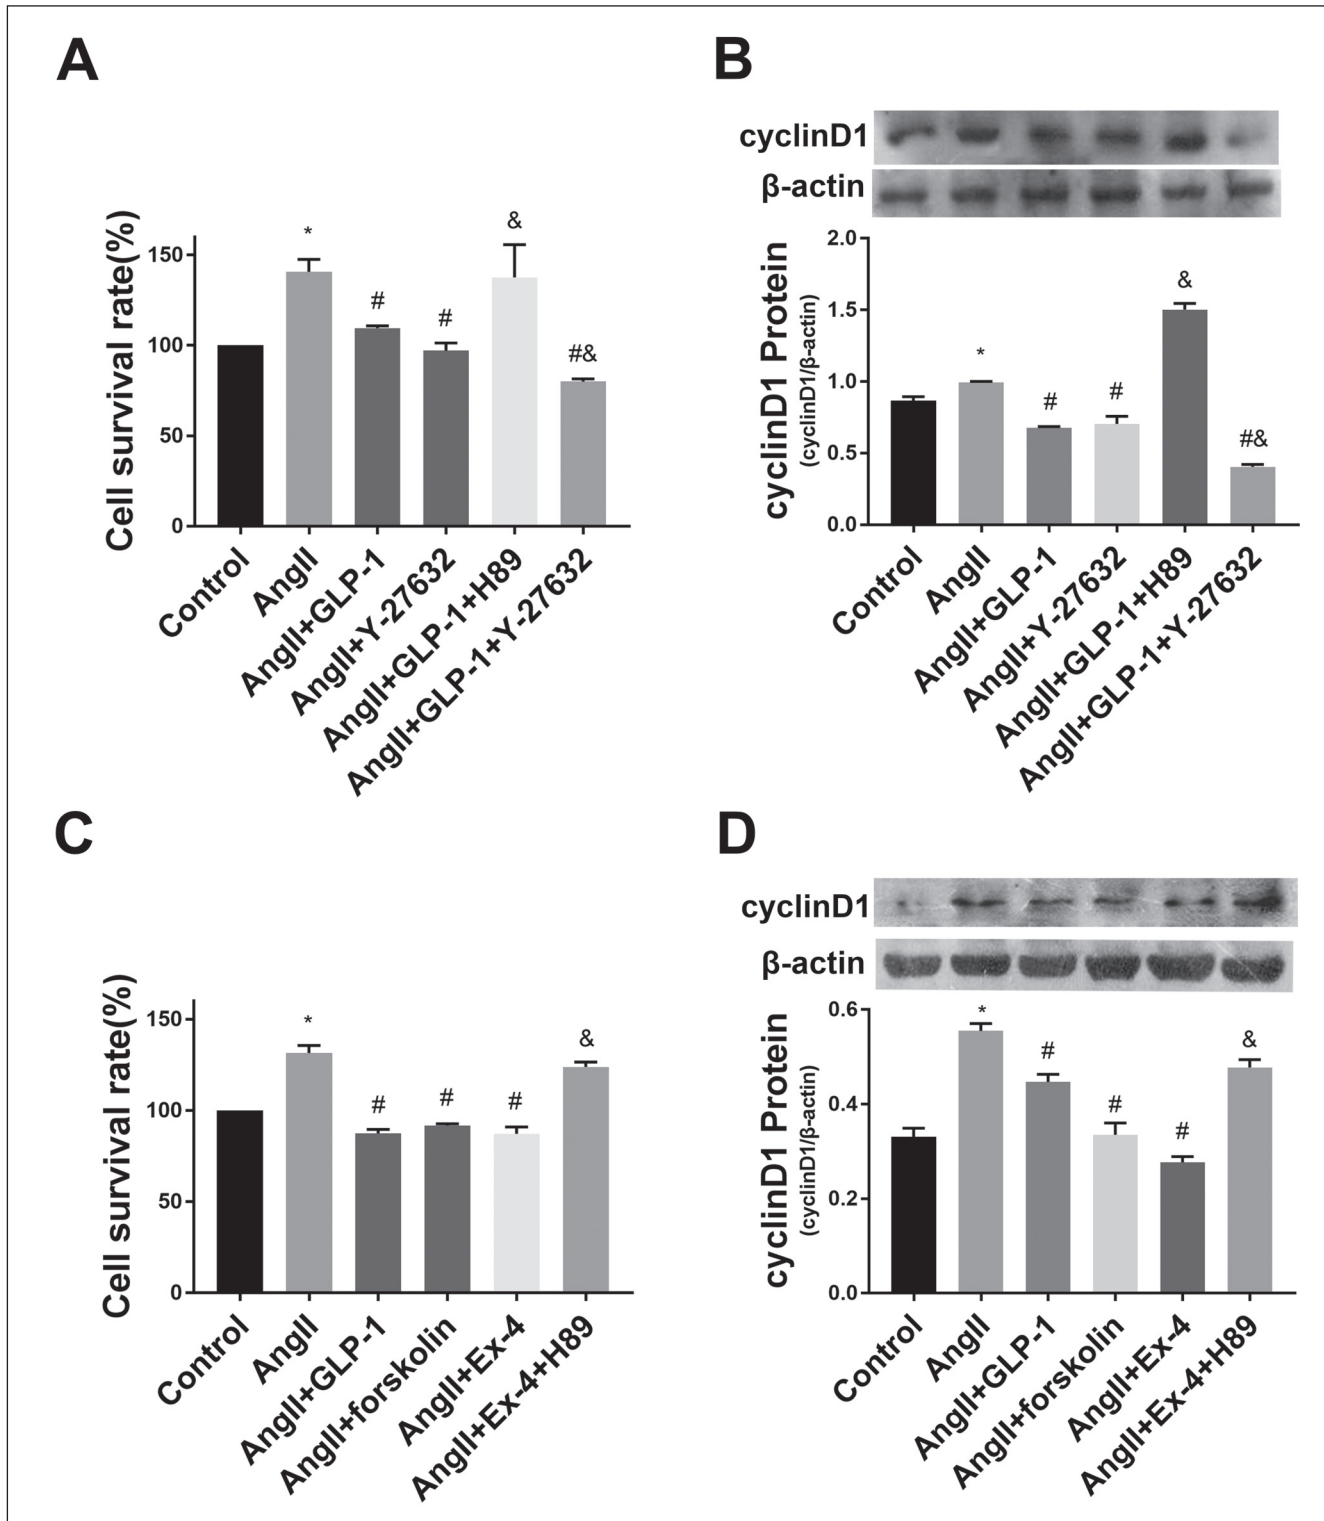 A
Cell survival rate(%)
150
100
50
0
*
#
#
&
#&
Control
AngII
AngII+GLP-1
AngII+Y-27632
AngII+GLP-1+H89
AngII+GLP-1+Y-27632
B
cyclinD1
β-actin
cyclinD1 Protein
(cyclinD1/β-actin)
2.0
1.5
1.0
0.5
0.0
*
#
#
&
#&
Control
AngII
AngII+GLP-1
AngII+Y-27632
AngII+GLP-1+H89
AngII+GLP-1+Y-27632
C
Cell survival rate(%)
150
100
50
0
*
#
#
#
&
Control
AngII
AngII+GLP-1
AngII+forskolin
AngII+Ex-4
AngII+Ex-4+H89
D
cyclinD1
β-actin
cyclinD1 Protein
(cyclinD1/β-actin)
0.6
0.4
0.2
0.0
*
#
#
#
&
Control
AngII
AngII+GLP-1
AngII+forskolin
AngII+Ex-4
AngII+Ex-4+H89